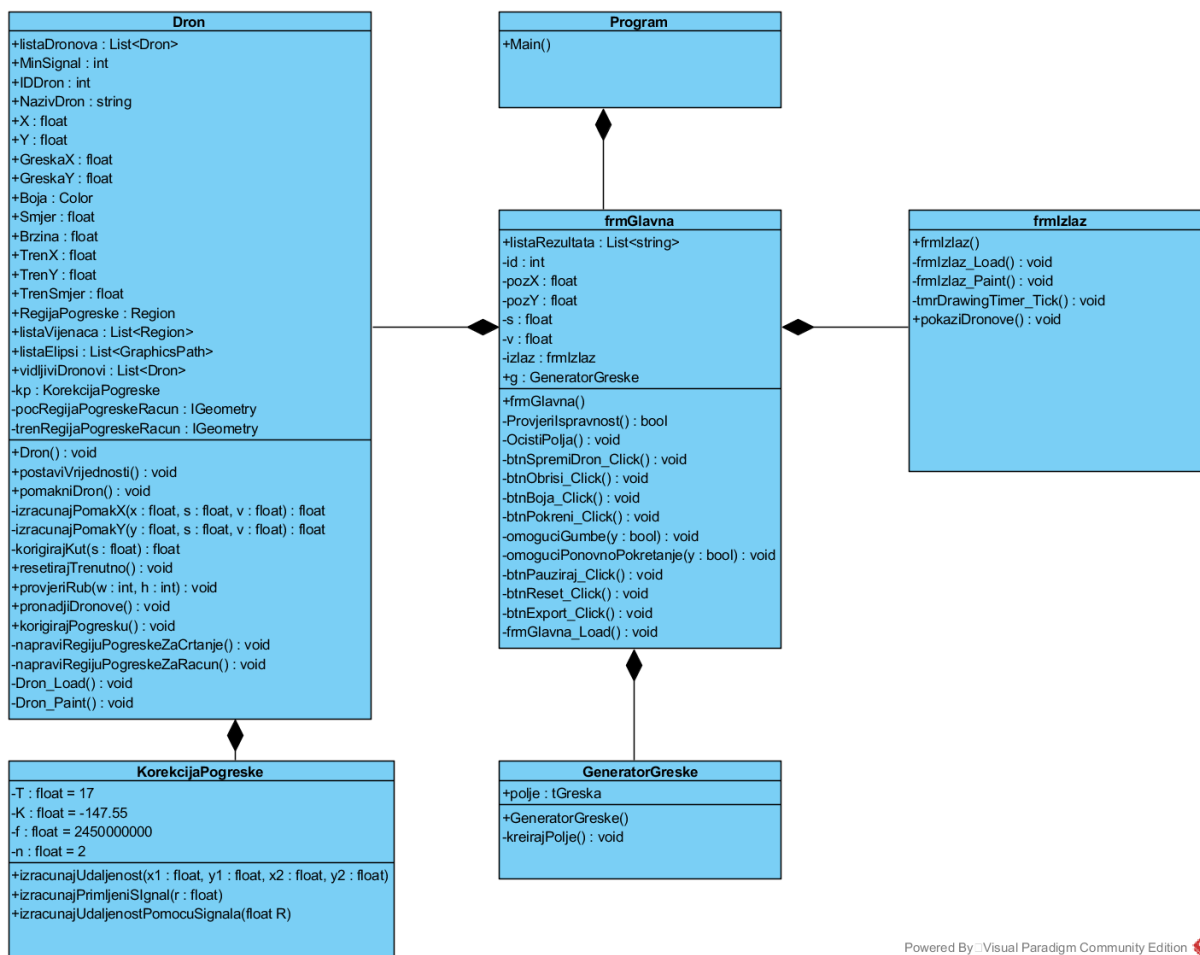 Dron
+listaDronova : List<Dron>
+MinSignal : int
+IDDron : int
+NazivDron : string
+X : float
+Y : float
+GreskaX : float
+GreskaY : float
+Boja : Color
+Smjer : float
+Brzina : float
+TrenX : float
+TrenY : float
+TrenSmjer : float
+RegijaPogreske : Region
+listaVijenaca : List<Region>
+listaElipsi : List<GraphicsPath>
+vidljiviDronovi : List<Dron>
-kp : KorekcijaPogreske
-pocRegijaPogreskeRacun : IGeometry
-trenRegijaPogreskeRacun : IGeometry
+Dron() : void
+postaviVrijednosti() : void
+pomakniDron() : void
-izracunajPomakX(x : float, s : float, v : float) : float
-izracunajPomakY(y : float, s : float, v : float) : float
-korigirajKut(s : float) : float
+resetirajTrenutno() : void
+provjeriRub(w : int, h : int) : void
+pronadjiDronove() : void
+korigirajPogresku() : void
-napraviRegijuPogreskeZaCrtanje() : void
-napraviRegijuPogreskeZaRacun() : void
-Dron_Load() : void
-Dron_Paint() : void
Program
+Main()
frmGlavna
+listaRezultata : List<string>
-id : int
-pozX : float
-pozY : float
-s : float
-v : float
-izlaz : frmIzlaz
+g : GeneratorGreske
+frmGlavna()
-ProvjeriIspravnost() : bool
-OcistiPolja() : void
-btnSpremiDron_Click() : void
-btnObrisi_Click() : void
-btnBoja_Click() : void
-btnPokreni_Click() : void
-omoguciGumbe(y : bool) : void
-omoguciPonovnoPokretanje(y : bool) : void
-btnPauziraj_Click() : void
-btnReset_Click() : void
-btnExport_Click() : void
-frmGlavna_Load() : void
frmIzlaz
+frmIzlaz()
-frmIzlaz_Load() : void
-frmIzlaz_Paint() : void
-tmrDrawingTimer_Tick() : void
+pokaziDronove() : void
KorekcijaPogreske
-T : float = 17
-K : float = -147.55
-f : float = 2450000000
-n : float = 2
+izracunajUdaljenost(x1 : float, y1 : float, x2 : float, y2 : float)
+izracunajPrimljeniSIgnal(r : float)
+izracunajUdaljenostPomocuSignala(float R)
GeneratorGreske
+polje : tGreska
+GeneratorGreske()
-kreirajPolje() : void
Powered By Visual Paradigm Community Edition